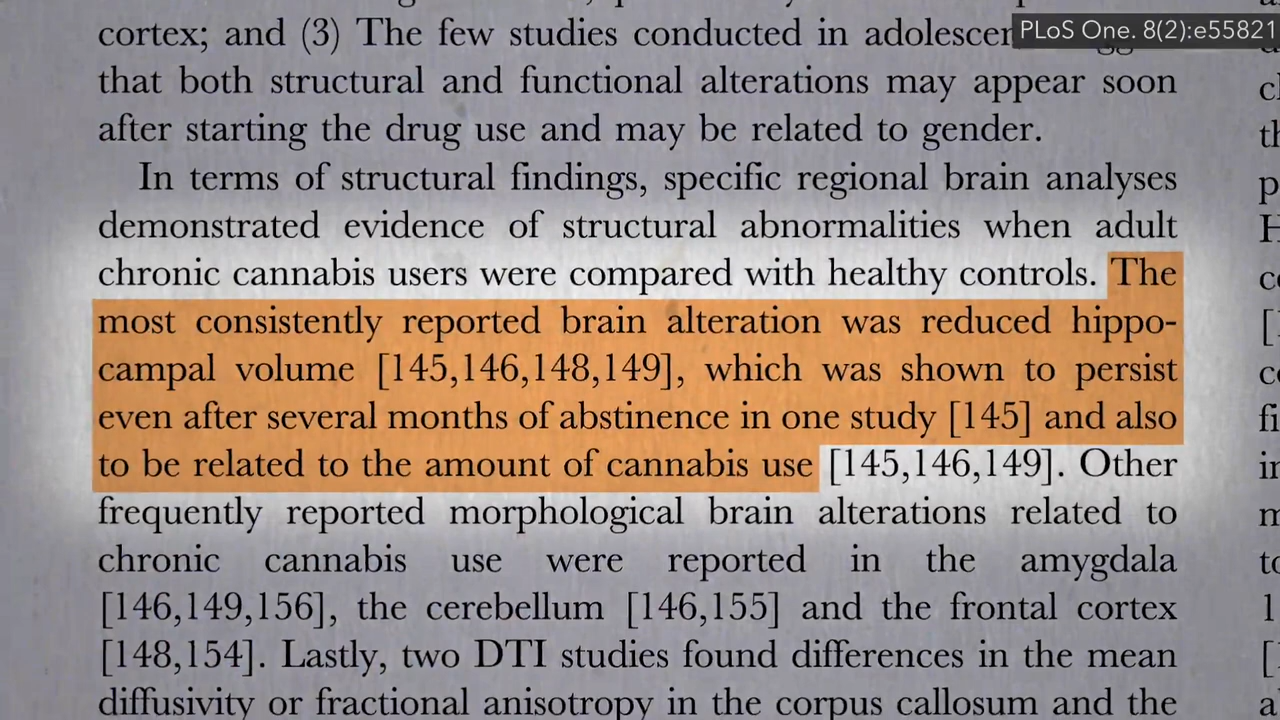 PLoS One. 8(2):e55821
cortex; and (3) The few studies conducted in
that both structural and functional alterations may appear soon
after starting the drug use and may be related to gender.
In terms of structural findings, specific regional brain analyses
demonstrated evidence of structural abnormalities when adult
chronic cannabis users were compared with healthy controls. The
most consistently reported brain alteration was reduced hippo-
campal volume [145,146,148,149], which was shown to persist
even after several months of abstinence in one study [145] and also
to be related to the amount of cannabis use [145,146,149]. Other
frequently reported morphological brain alterations related to
chronic cannabis use were reported in the amygdala
[146,149,156], the cerebellum [146,155] and the frontal cortex
[148,154]. Lastly, two DTI studies found differences in the mean
diffusivity or fractional anisotropy in the corpus callosum and the